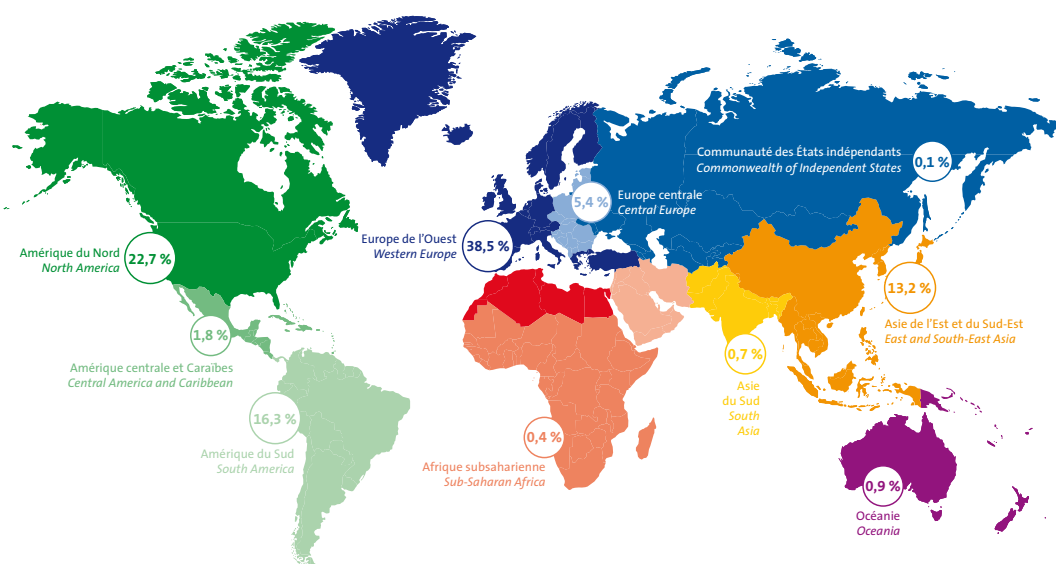 Communauté des États indépendants
Commonwealth of Independent States
0,1 %
5,4 %
Europe centrale
Central Europe
Europe de l'Ouest
Western Europe
38,5 %
Amérique du Nord
North America
22,7 %
13,2 %
Asie de l'Est et du Sud-Est
East and South-East Asia
1,8 %
Amérique centrale et Caraïbes
Central America and Caribbean
0,7 %
Asie
du Sud
South
Asia
16,3 %
Amérique du Sud
South America
0,4 %
Afrique subsaharienne
Sub-Saharan Africa
0,9 %
Océanie
Oceania